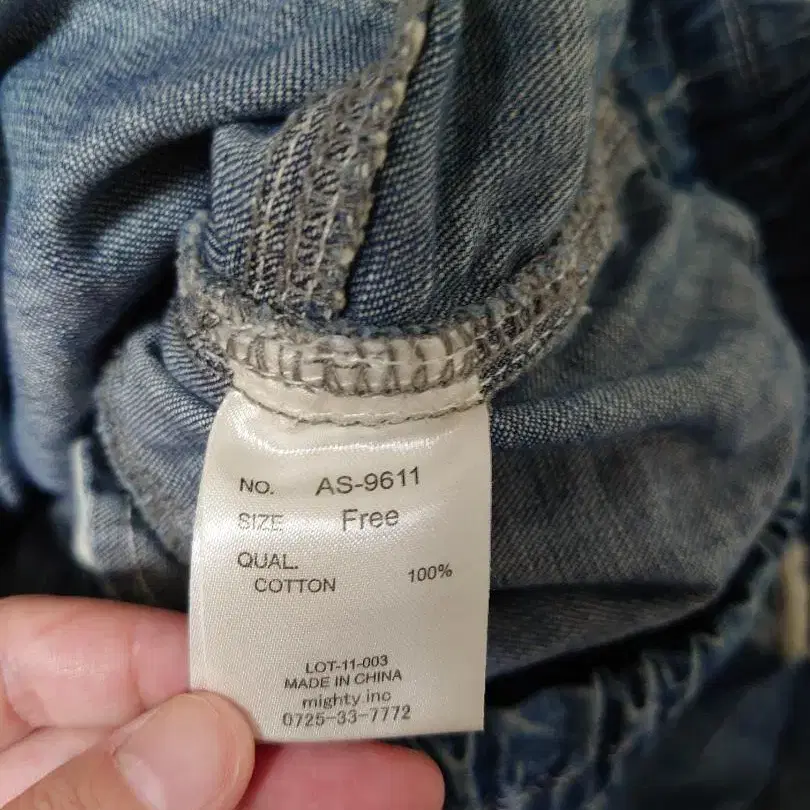 NO. AS-9611
SIZE Free
QUAL.
COTTON 100%
LOT-11-003
MADE IN CHINA
mighty.inc
0725-33-7772